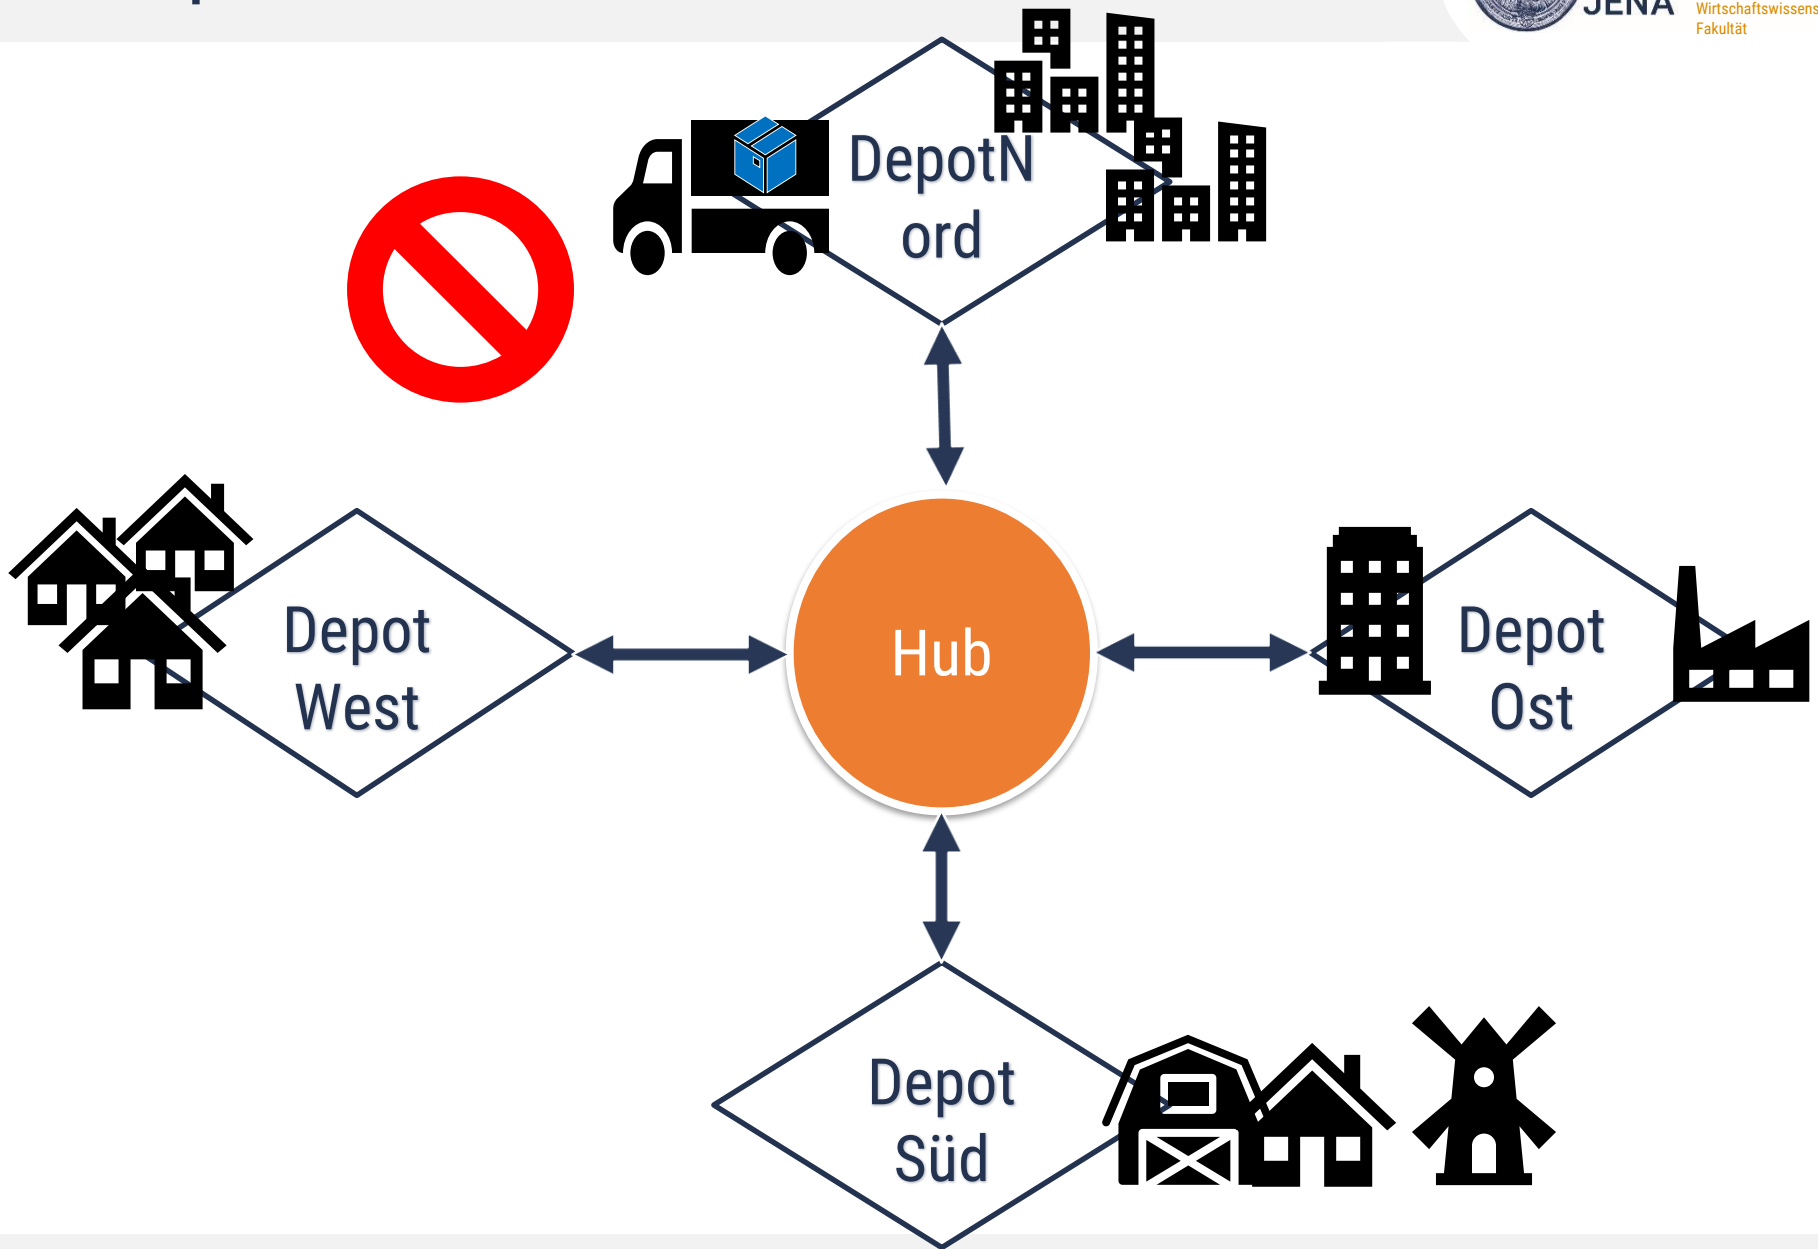 JENA
Wirtschaftswissens
Fakultät
DepotN
ord
Depot
West
Hub
Depot
Ost
Depot
Süd